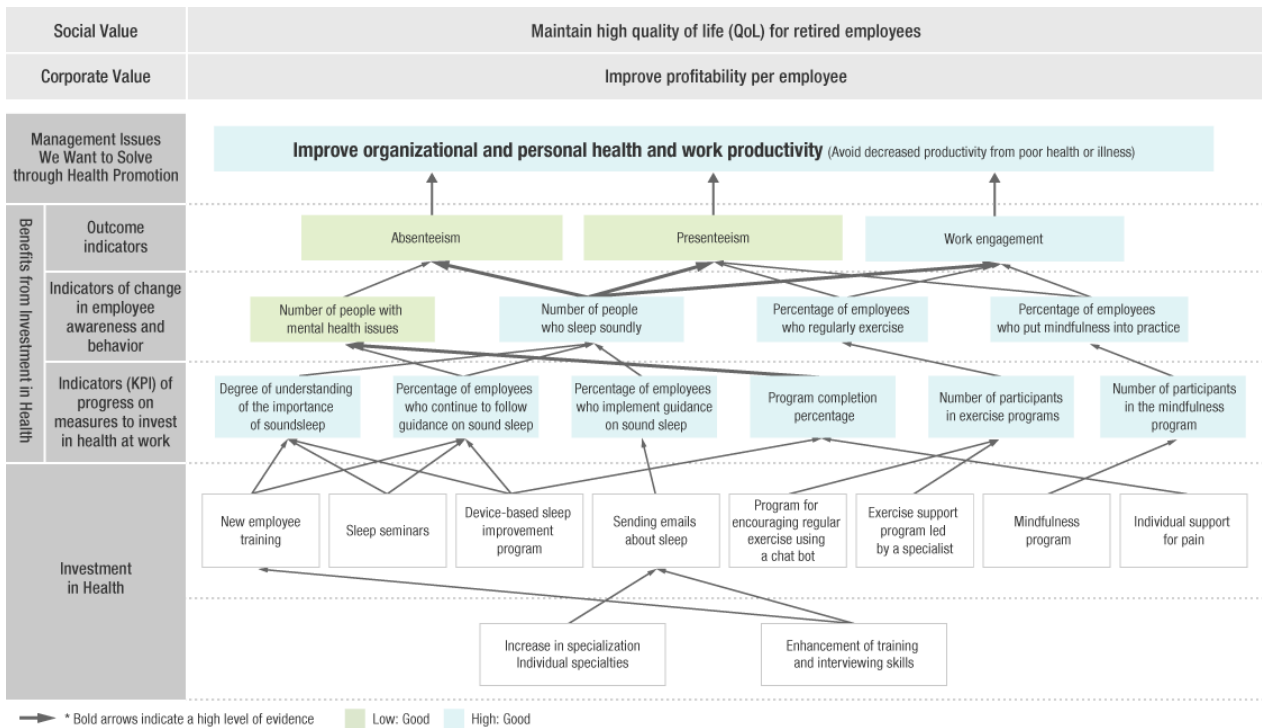 Social Value
Maintain high quality of life (QoL) for retired employees
Corporate Value
Improve profitability per employee
Management Issues
We Want to Solve
through Health Promotion
Improve organizational and personal health and work productivity (Avoid decreased productivity from poor health or illness)
Benefits from Investment in Health
Outcome
indicators
Absenteeism
Presenteeism
Work engagement
Indicators of change
in employee
awareness and
behavior
Number of people with
mental health issues
Number of people
who sleep soundly
Percentage of employees
who regularly exercise
Percentage of employees
who put mindfulness into practice
Indicators (KPI) of
progress on
measures to invest
in health at work
Degree of understanding
of the importance
of soundsleep
Percentage of employees
who continue to follow
guidance on sound sleep
Percentage of employees
who implement guidance
on sound sleep
Program completion
percentage
Number of participants
in exercise programs
Number of participants
in the mindfulness
program
Investment
in Health
New employee
training
Sleep seminars
Device-based sleep
improvement
program
Sending emails
about sleep
Program for
encouraging regular
exercise using
a chat bot
Exercise support
program led
by a specialist
Mindfulness
program
Individual support
for pain
Increase in specialization
Individual specialties
Enhancement of training
and interviewing skills
* Bold arrows indicate a high level of evidence
Low: Good
High: Good